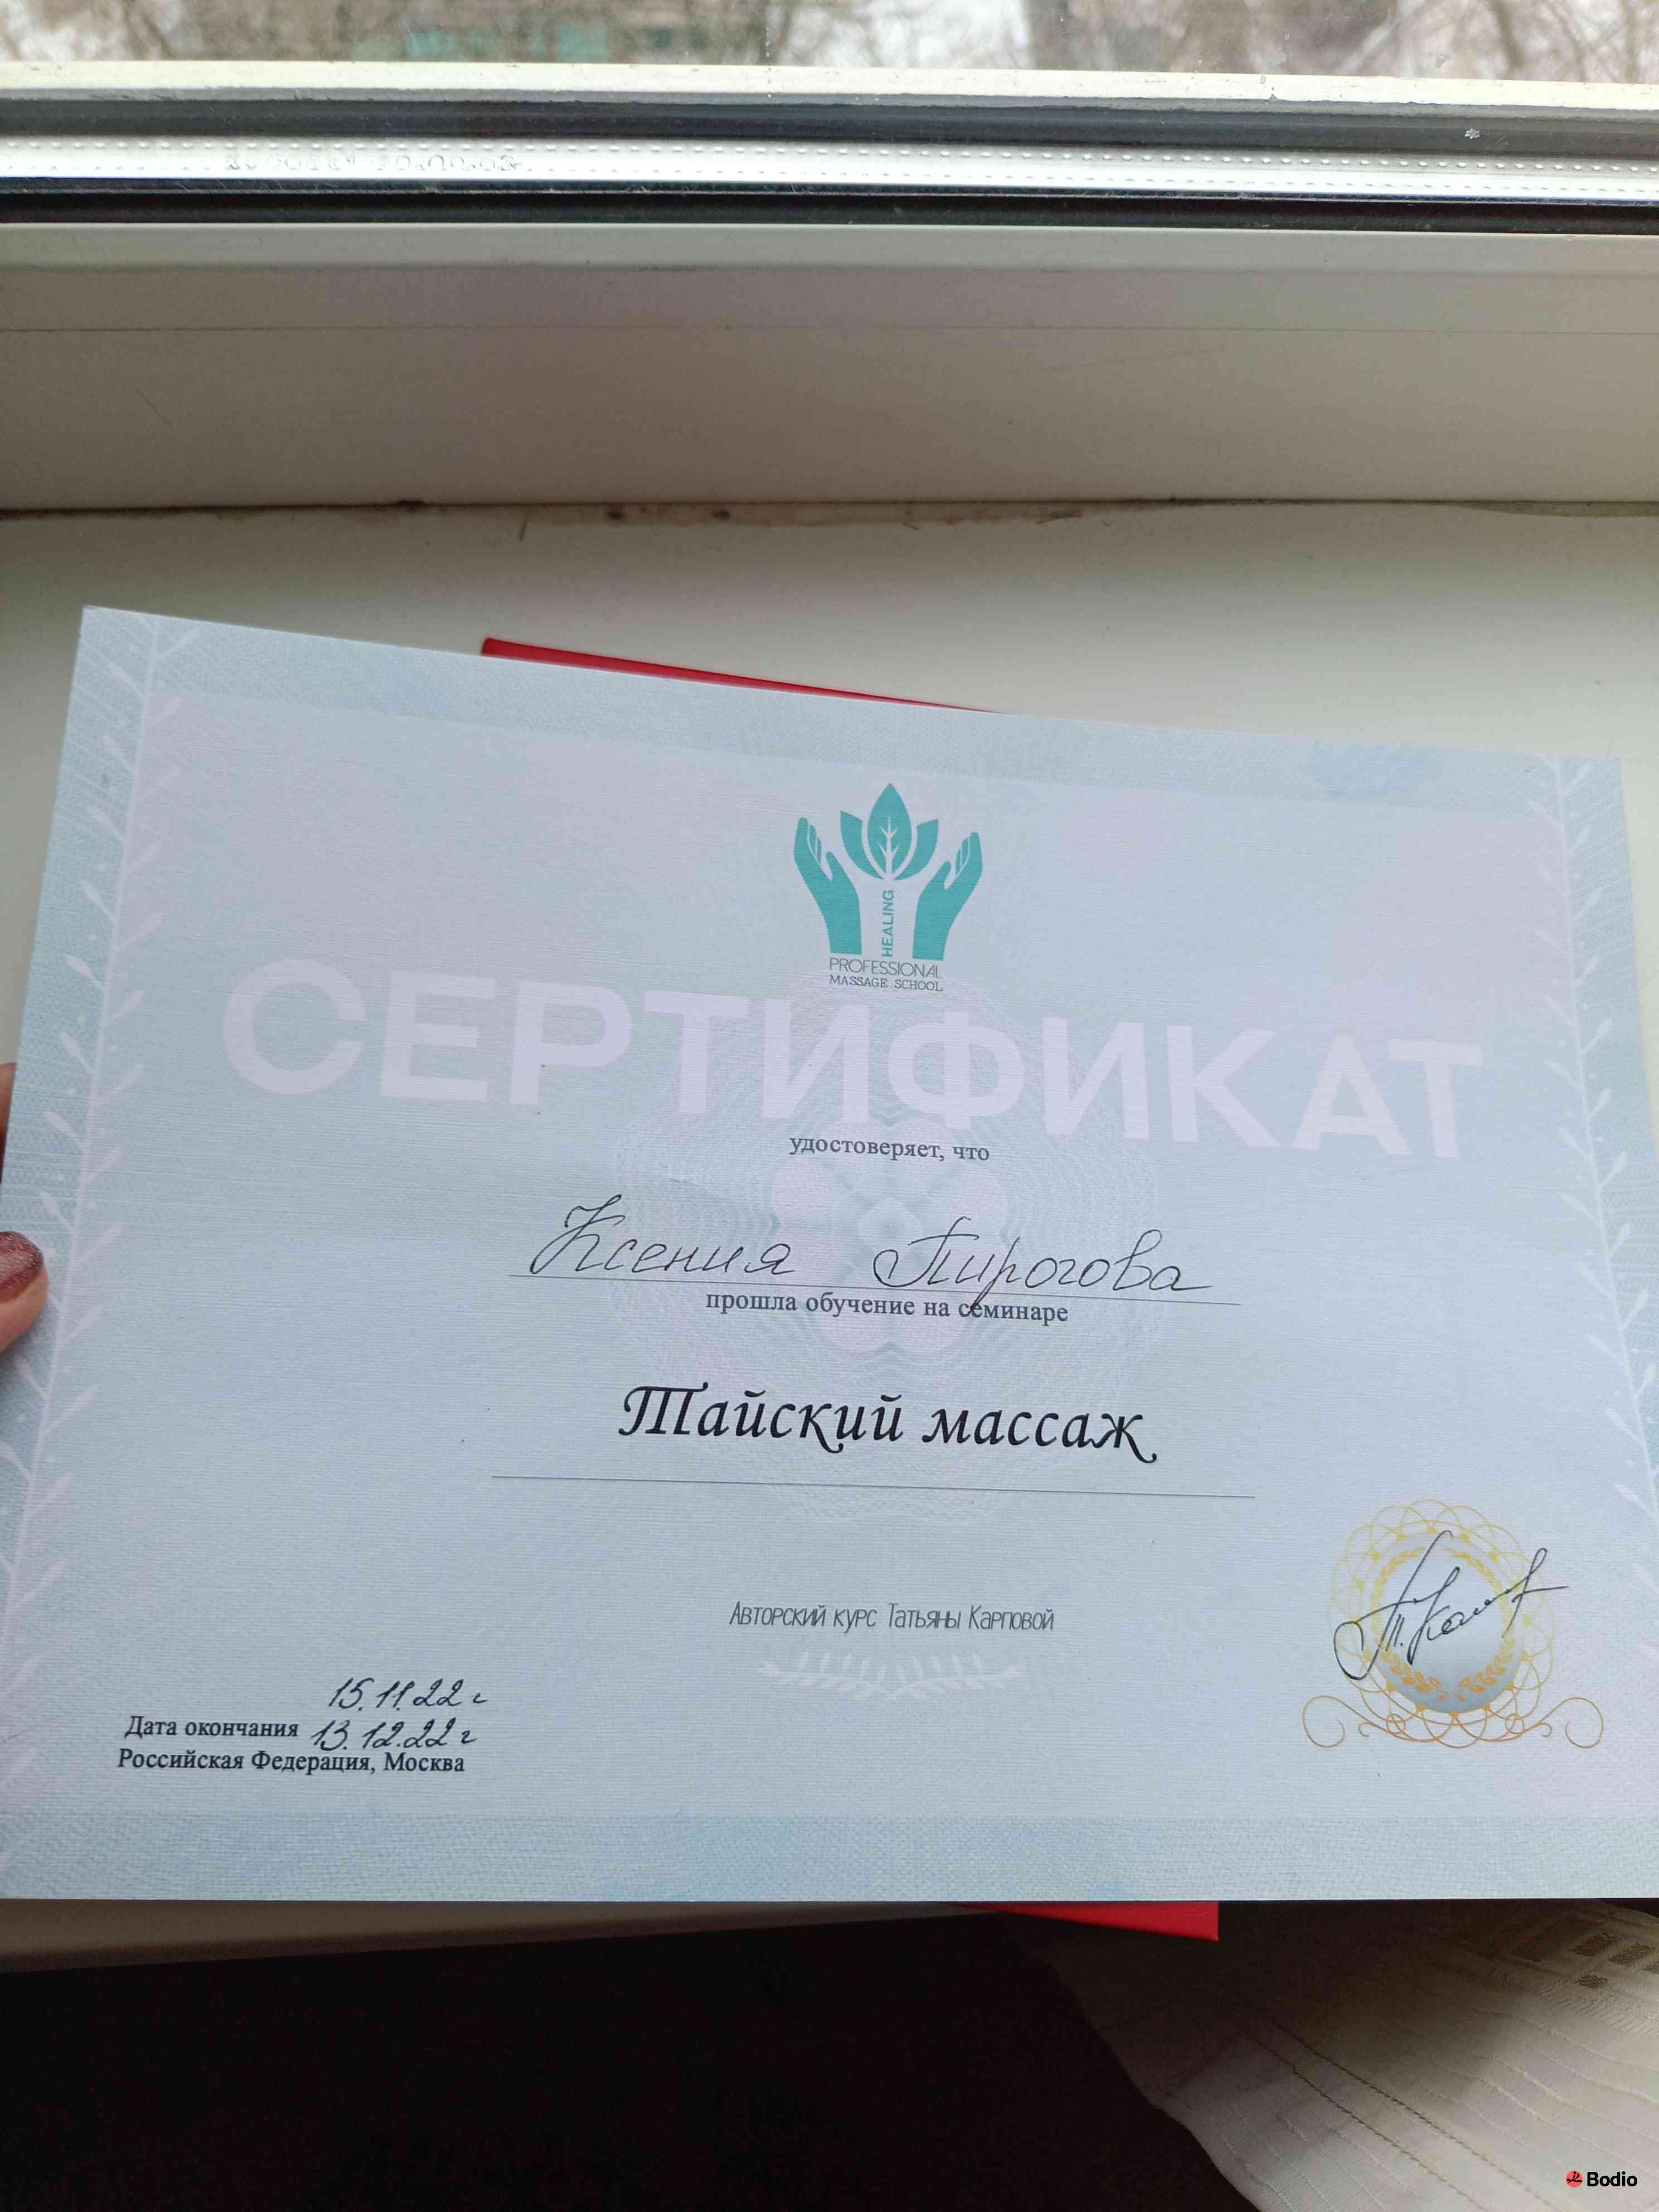 HEALING
PROFESSIONAL
MASSAGE SCHOOL
СЕРТИФИКАТ
удостоверяет, что
Ксения Пирогова
прошла обучение на семинаре
Тайский массаж
Авторский курс Татьяны Карповой
15.11.22 г
Дата окончания 13.12.22 г
Российская Федерация, Москва
Bodio